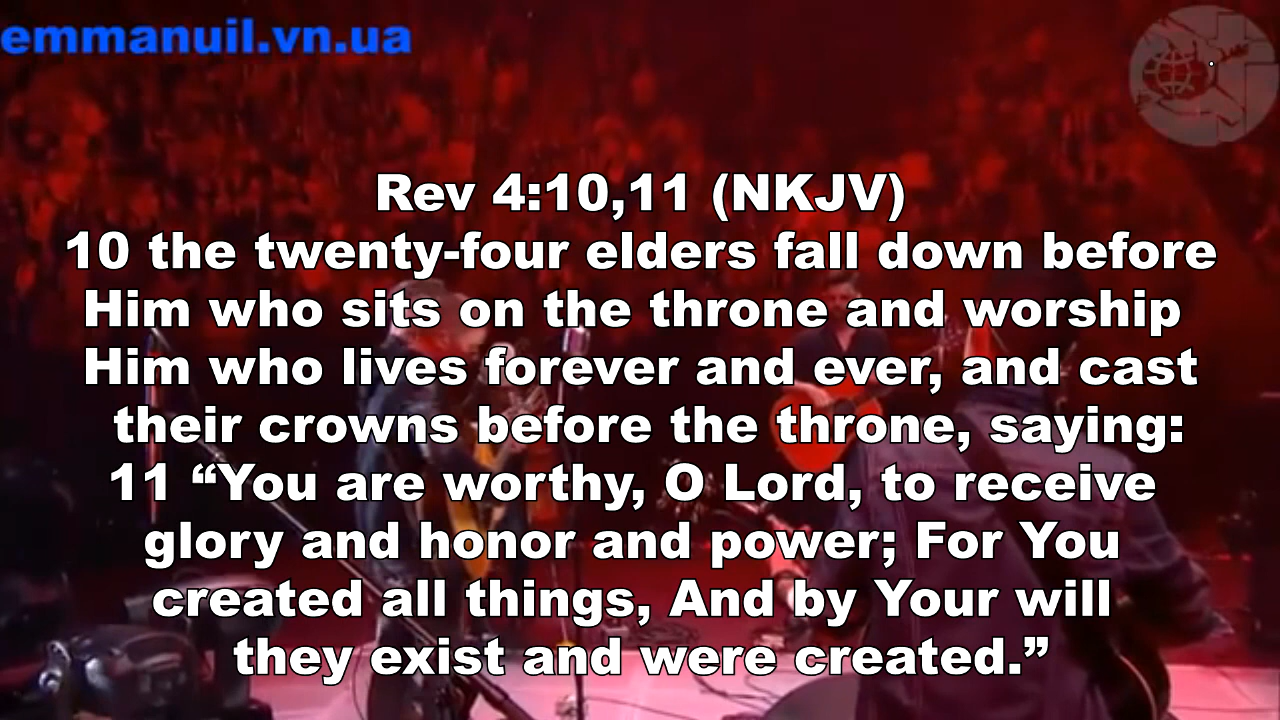 emmanuil.vn.ua
Rev 4:10,11 (NKJV)
10 the twenty-four elders fall down before
Him who sits on the throne and worship
Him who lives forever and ever, and cast
their crowns before the throne, saying:
11 “You are worthy, O Lord, to receive
glory and honor and power; For You
created all things, And by Your will
they exist and were created.”